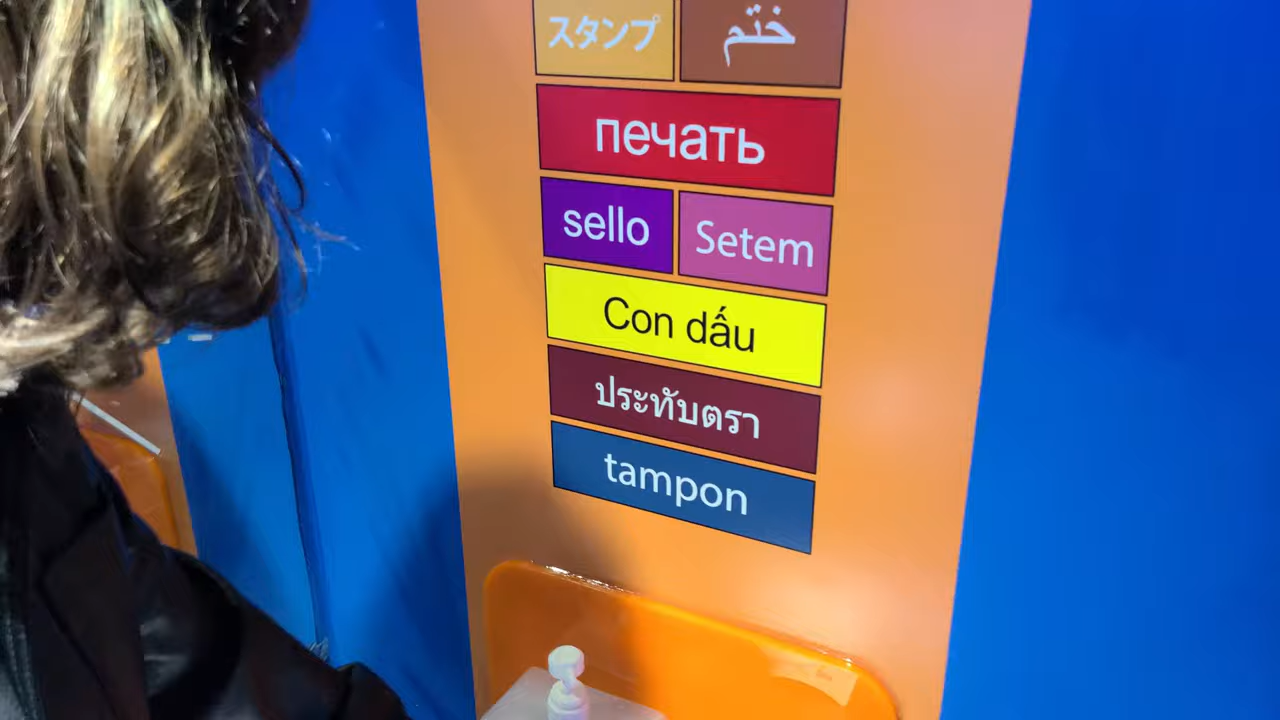 スタンプ ختم
печать
sello Setem
Con dấu
ประทับตรา
tampon